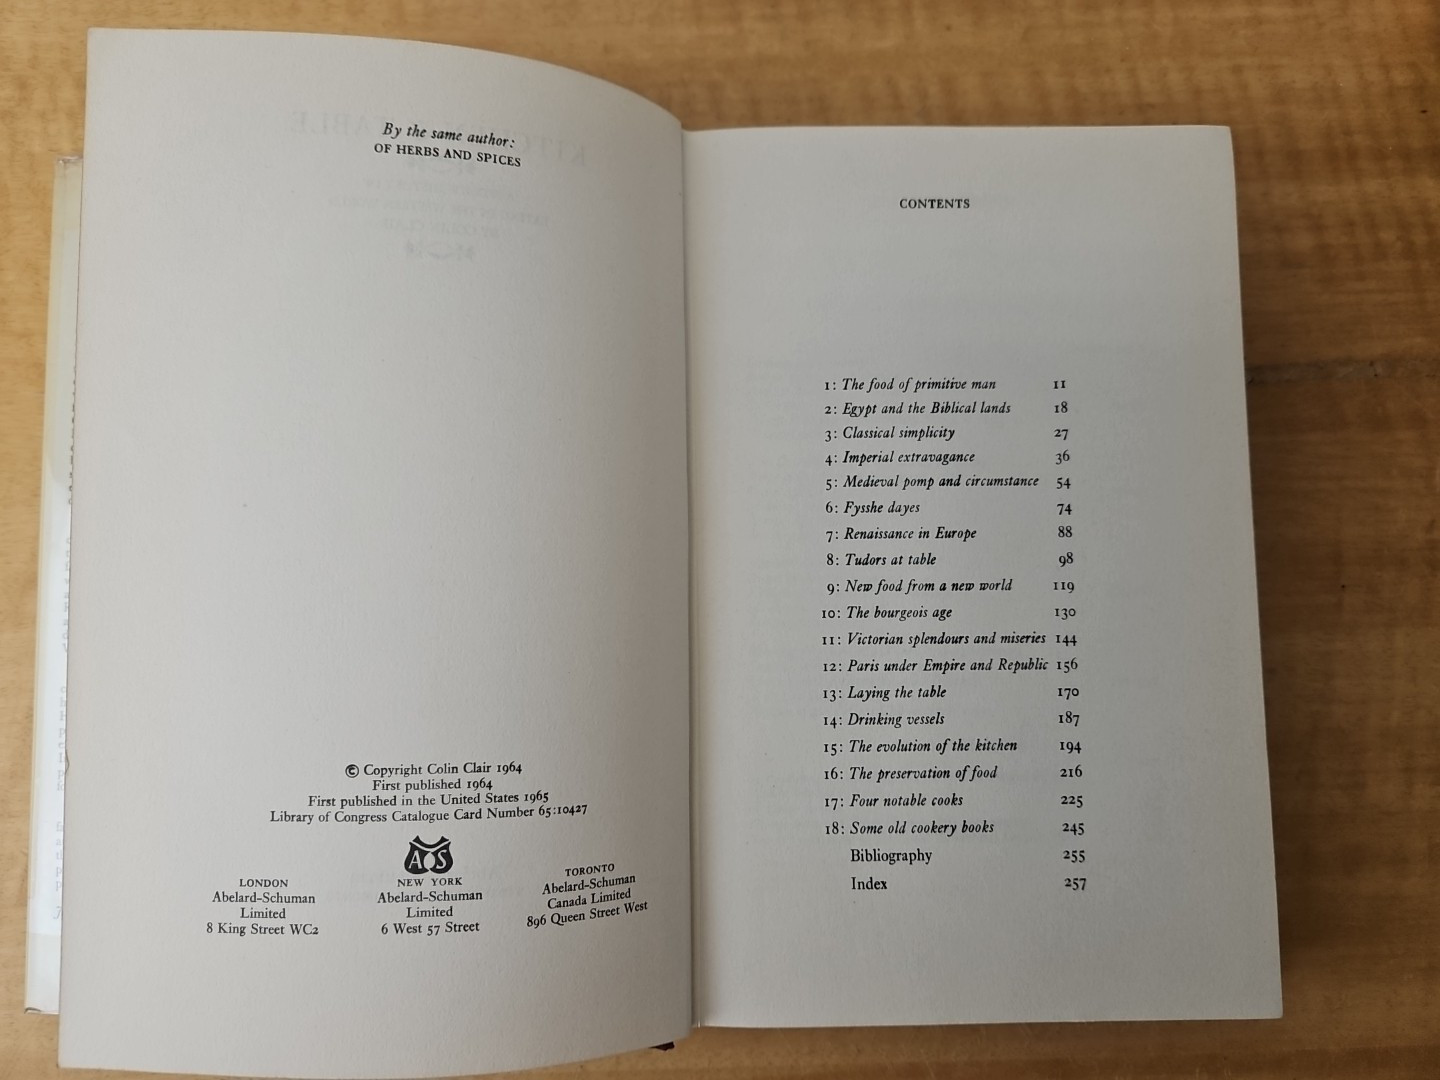 By the same author:
OF HERBS AND SPICES
© Copyright Colin Clair 1964
First published 1964
First published in the United States 1965
Library of Congress Catalogue Card Number 65:10427
AS
LONDON
Abelard-Schuman
Limited
8 King Street WC2
NEW YORK
Abelard-Schuman
Limited
6 West 57 Street
TORONTO
Abelard-Schuman
Canada Limited
896 Queen Street West
CONTENTS
1: The food of primitive man 11
2: Egypt and the Biblical lands 18
3: Classical simplicity 27
4: Imperial extravagance 36
5: Medieval pomp and circumstance 54
6: Fysshe dayes 74
7: Renaissance in Europe 88
8: Tudors at table 98
9: New food from a new world 119
10: The bourgeois age 130
11: Victorian splendours and miseries 144
12: Paris under Empire and Republic 156
13: Laying the table 170
14: Drinking vessels 187
15: The evolution of the kitchen 194
16: The preservation of food 216
17: Four notable cooks 225
18: Some old cookery books 245
Bibliography 255
Index 257